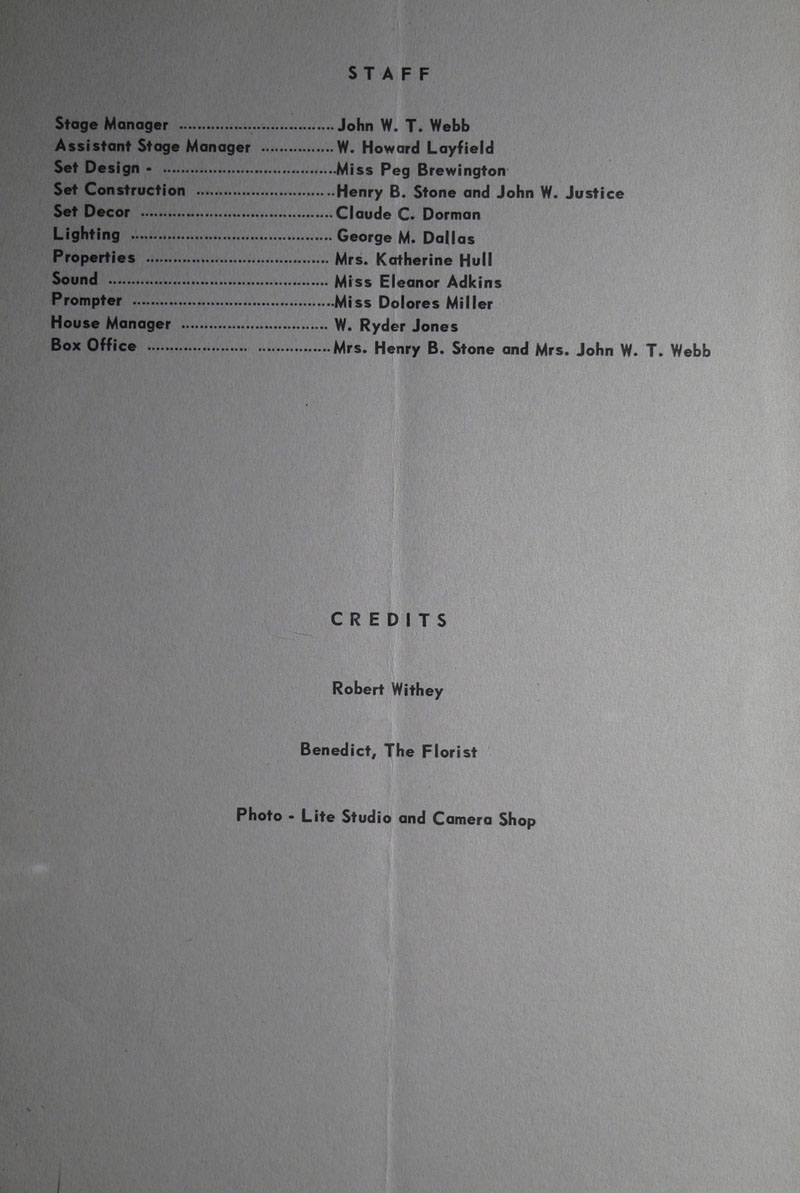 STAFF
Stage Manager ..................................John W. T. Webb
Assistant Stage Manager ................W. Howard Layfield
Set Design - ......................................Miss Peg Brewington
Set Construction ..............................Henry B. Stone and John W. Justice
Set Decor ..........................................Claude C. Dorman
Lighting ............................................ George M. Dallas
Properties ........................................ Mrs. Katherine Hull
Sound ................................................ Miss Eleanor Adkins
Prompter ............................................Miss Dolores Miller
House Manager ................................ W. Ryder Jones
Box Office ...................... ................Mrs. Henry B. Stone and Mrs. John W. T. Webb
CREDITS
Robert Withey
Benedict, The Florist
Photo - Lite Studio and Camera Shop